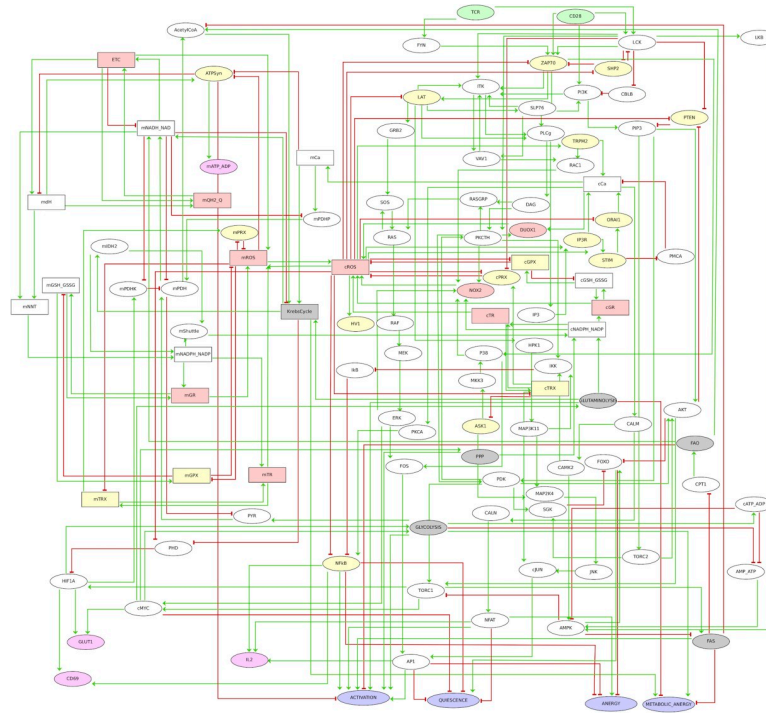 TCR
CD28
AcetylCoA
FYN
LCK
LKB
ETC
ATPSyn
ZAP70
SHP2
ITK
PI3K
CBLB
LAT
SLP76
PTEN
GRB2
mNADH_NAD
PLCg
PIP3
TRPM2
mCa
VAV1
RAC1
mATP_ADP
cCa
mdH
mQH2_Q
SOS
RASGRF
DAG
mPDHP
ORAI1
mPRX
RAS
PKCTH
DUOX1
IP3R
mIDH2
mROS
cROS
cGPX
STIM
PMCA
mGSH_GSSG
mPDHK
mPDH
cPRX
cGSH_GSSG
NOX2
mNNT
KrebsCycle
cGR
HV1
RAF
cTR
IP3
cNADPH_NADP
mShuttle
HPK1
mNADPH_NADP
MEK
P38
IKK
IkB
MKK3
cTRX
mGR
GLUTAMINOLYSIS
AKT
ERK
ASK1
MAP3K11
CALM
PKCA
FAO
PPP
FOS
CAMK2
FOXO
mGPX
mTR
PDK
CPT1
mTRX
MAP2K4
SGK
cATP_ADP
PYR
CALN
GLYCOLYSIS
PHD
TORC2
NFkB
cJUN
JNK
AMP_ATP
HIF1A
TORC1
cMYC
NFAT
AMPK
FAS
GLUT1
IL2
AP1
CD69
ACTIVATION
QUIESCENCE
ANERGY
METABOLIC_ANERGY